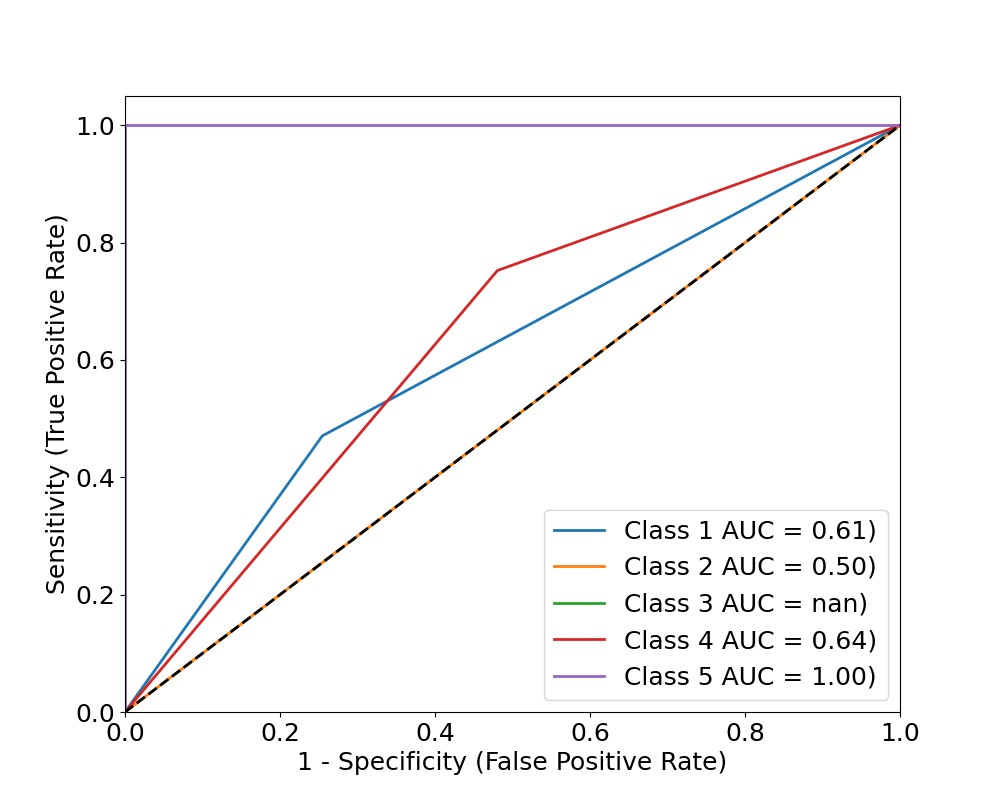 1.0
0.8
0.6
0.4
0.2
0.0
Sensitivity (True Positive Rate)
Class 1 AUC = 0.61)
Class 2 AUC = 0.50)
Class 3 AUC = nan)
Class 4 AUC = 0.64)
Class 5 AUC = 1.00)
0.0 0.2 0.4 0.6 0.8 1.0
1 - Specificity (False Positive Rate)